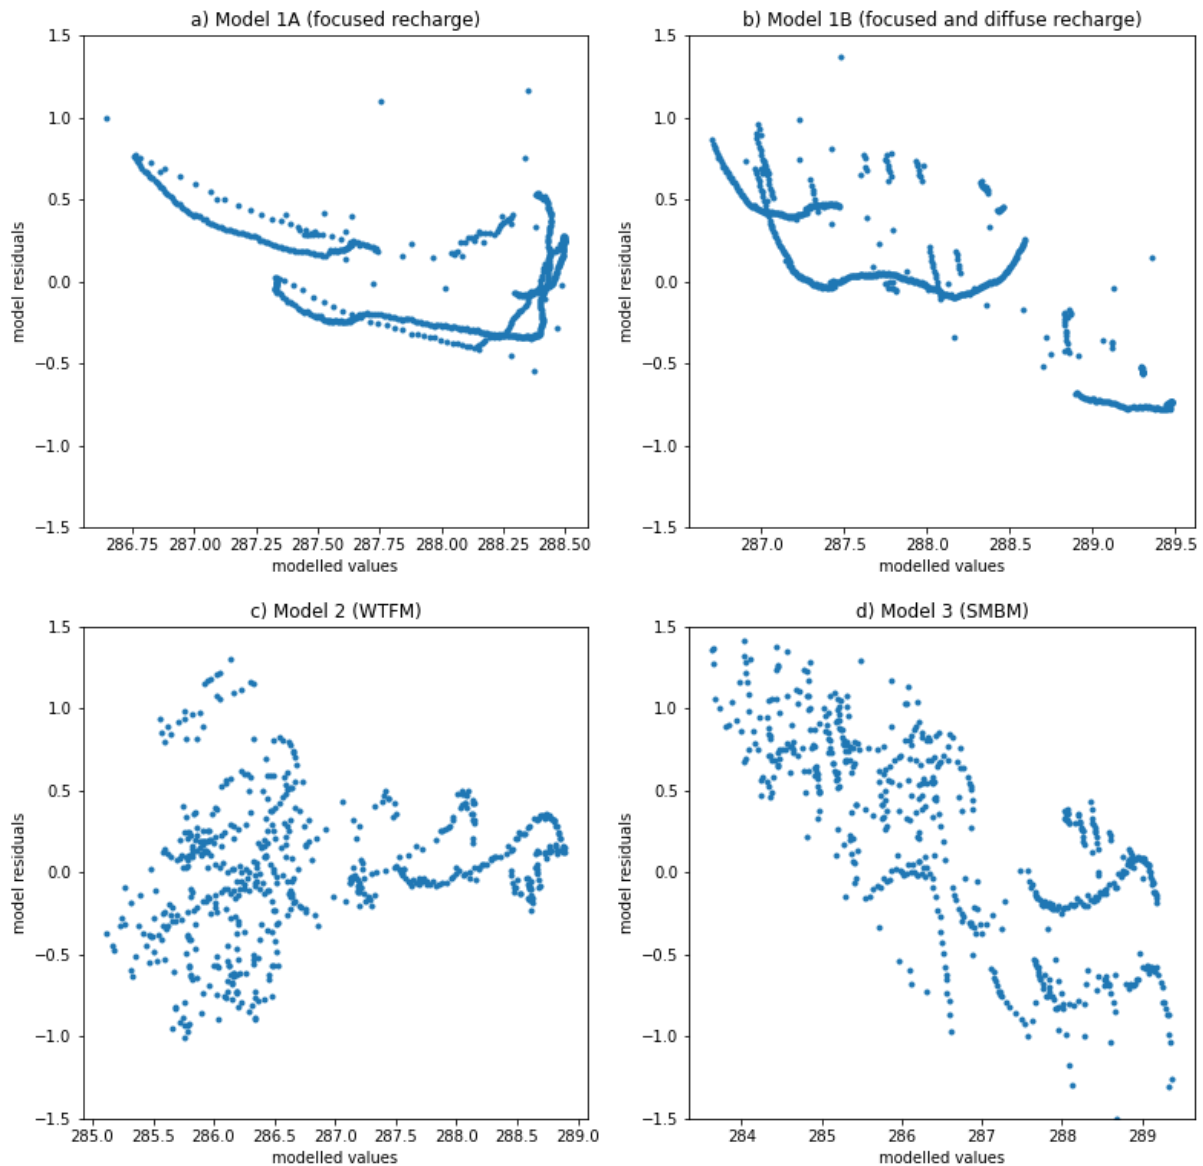 a) Model 1A (focused recharge)
1.5
1.0
0.5
0.0
−0.5
−1.0
−1.5
model residuals
286.75 287.00 287.25 287.50 287.75 288.00 288.25 288.50
modelled values
b) Model 1B (focused and diffuse recharge)
1.5
1.0
0.5
0.0
−0.5
−1.0
−1.5
model residuals
287.0 287.5 288.0 288.5 289.0 289.5
modelled values
c) Model 2 (WTFM)
1.5
1.0
0.5
0.0
−0.5
−1.0
−1.5
model residuals
285.0 285.5 286.0 286.5 287.0 287.5 288.0 288.5 289.0
modelled values
d) Model 3 (SMBM)
1.5
1.0
0.5
0.0
−0.5
−1.0
−1.5
model residuals
284 285 286 287 288 289
modelled values